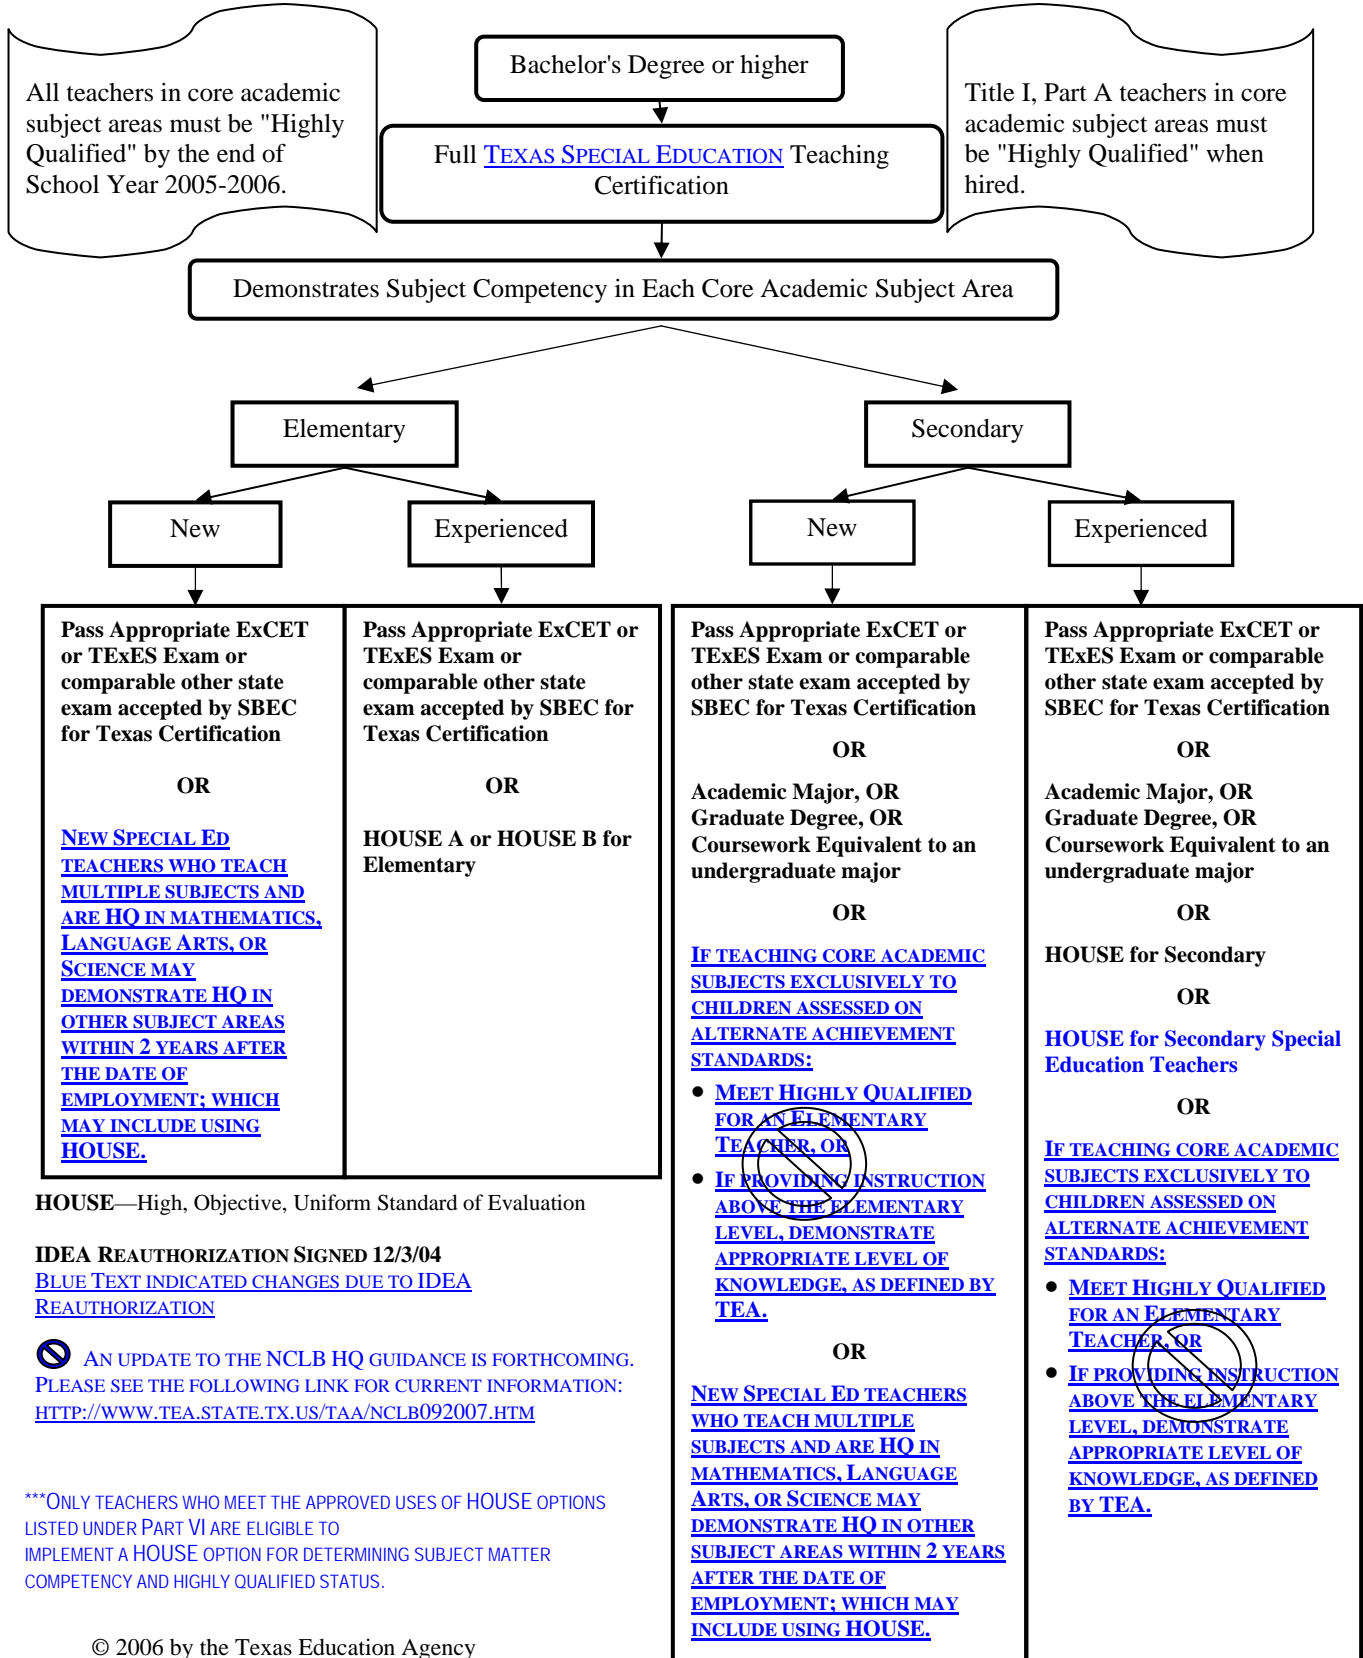 All teachers in core academic
subject areas must be "Highly
Qualified" by the end of
School Year 2005-2006.
Bachelor's Degree or higher
Title I, Part A teachers in core
academic subject areas must
be "Highly Qualified" when
hired.
Full TEXAS SPECIAL EDUCATION Teaching
Certification
Demonstrates Subject Competency in Each Core Academic Subject Area
Elementary
Secondary
New
Experienced
New
Experienced
Pass Appropriate ExCET
or TExES Exam or
comparable other state
exam accepted by SBEC
for Texas Certification
OR
NEW SPECIAL ED
TEACHERS WHO TEACH
MULTIPLE SUBJECTS AND
ARE HQ IN MATHEMATICS,
LANGUAGE ARTS, OR
SCIENCE MAY
DEMONSTRATE HQ IN
OTHER SUBJECT AREAS
WITHIN 2 YEARS AFTER
THE DATE OF
EMPLOYMENT; WHICH
MAY INCLUDE USING
HOUSE.
Pass Appropriate ExCET or
TExES Exam or
comparable other state
exam accepted by SBEC for
Texas Certification
OR
HOUSE A or HOUSE B for
Elementary
Pass Appropriate ExCET or
TExES Exam or comparable
other state exam accepted by
SBEC for Texas Certification
OR
Academic Major, OR
Graduate Degree, OR
Coursework Equivalent to an
undergraduate major
OR
IF TEACHING CORE ACADEMIC
SUBJECTS EXCLUSIVELY TO
CHILDREN ASSESSED ON
ALTERNATE ACHIEVEMENT
STANDARDS:
• MEET HIGHLY QUALIFIED
FOR AN ELEMENTARY
TEACHER, OR
• IF PROVIDING INSTRUCTION
ABOVE THE ELEMENTARY
LEVEL, DEMONSTRATE
APPROPRIATE LEVEL OF
KNOWLEDGE, AS DEFINED BY
TEA.
OR
NEW SPECIAL ED TEACHERS
WHO TEACH MULTIPLE
SUBJECTS AND ARE HQ IN
MATHEMATICS, LANGUAGE
ARTS, OR SCIENCE MAY
DEMONSTRATE HQ IN OTHER
SUBJECT AREAS WITHIN 2 YEARS
AFTER THE DATE OF
EMPLOYMENT; WHICH MAY
INCLUDE USING HOUSE.
Pass Appropriate ExCET or
TExES Exam or comparable
other state exam accepted by
SBEC for Texas Certification
OR
Academic Major, OR
Graduate Degree, OR
Coursework Equivalent to an
undergraduate major
OR
HOUSE for Secondary
OR
HOUSE for Secondary Special
Education Teachers
OR
IF TEACHING CORE ACADEMIC
SUBJECTS EXCLUSIVELY TO
CHILDREN ASSESSED ON
ALTERNATE ACHIEVEMENT
STANDARDS:
• MEET HIGHLY QUALIFIED
FOR AN ELEMENTARY
TEACHER, OR
• IF PROVIDING INSTRUCTION
ABOVE THE ELEMENTARY
LEVEL, DEMONSTRATE
APPROPRIATE LEVEL OF
KNOWLEDGE, AS DEFINED
BY TEA.
HOUSE—High, Objective, Uniform Standard of Evaluation
IDEA REAUTHORIZATION SIGNED 12/3/04
BLUE TEXT INDICATED CHANGES DUE TO IDEA
REAUTHORIZATION
AN UPDATE TO THE NCLB HQ GUIDANCE IS FORTHCOMING.
PLEASE SEE THE FOLLOWING LINK FOR CURRENT INFORMATION:
HTTP://WWW.TEA.STATE.TX.US/TAA/NCLB092007.HTM
***ONLY TEACHERS WHO MEET THE APPROVED USES OF HOUSE OPTIONS
LISTED UNDER PART VI ARE ELIGIBLE TO
IMPLEMENT A HOUSE OPTION FOR DETERMINING SUBJECT MATTER
COMPETENCY AND HIGHLY QUALIFIED STATUS.
© 2006 by the Texas Education Agency